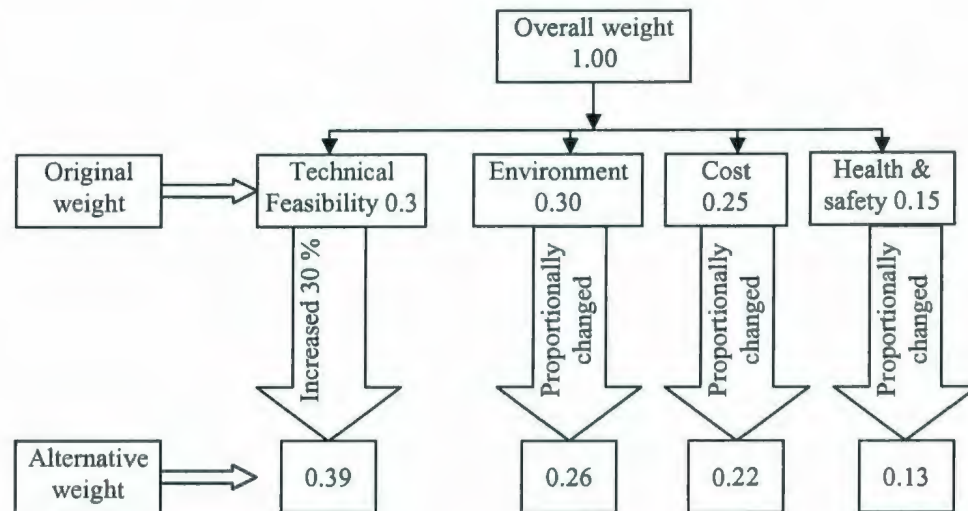 Overall weight
1.00
Original
weight
Technical
Feasibility 0.3
Environment
0.30
Cost
0.25
Health &
safety 0.15
Increased 30 %
Proportionally
changed
Proportionally
changed
Proportionally
changed
Alternative
weight
0.39
0.26
0.22
0.13